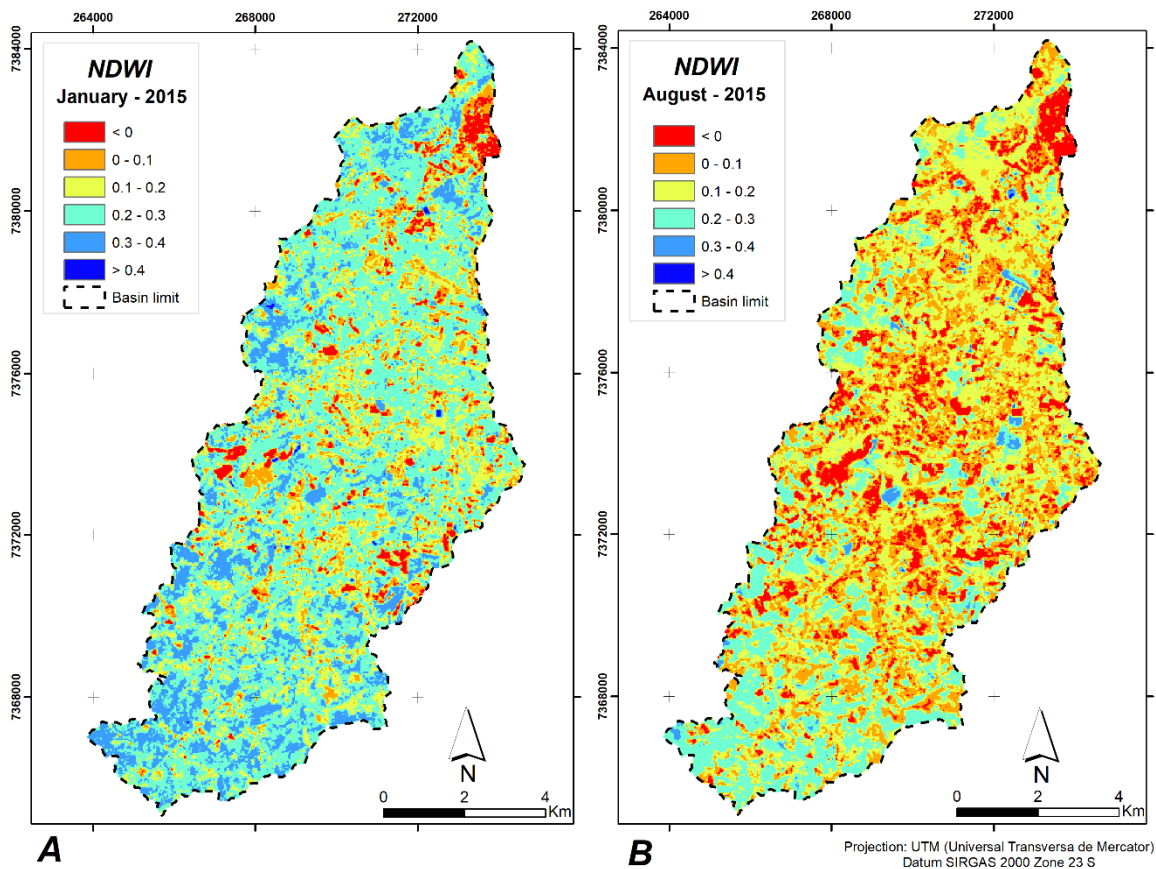 264000 268000 272000
7384000
7380000
7376000
7372000
7368000
NDWI
January - 2015
< 0
0 - 0.1
0.1 - 0.2
0.2 - 0.3
0.3 - 0.4
> 0.4
Basin limit
N
0 2 4
Km
A
264000 268000 272000
7384000
7380000
7376000
7372000
7368000
NDWI
August - 2015
< 0
0 - 0.1
0.1 - 0.2
0.2 - 0.3
0.3 - 0.4
> 0.4
Basin limit
N
0 2 4
Km
B
Projection: UTM (Universal Transversa de Mercator)
Datum SIRGAS 2000 Zone 23 S